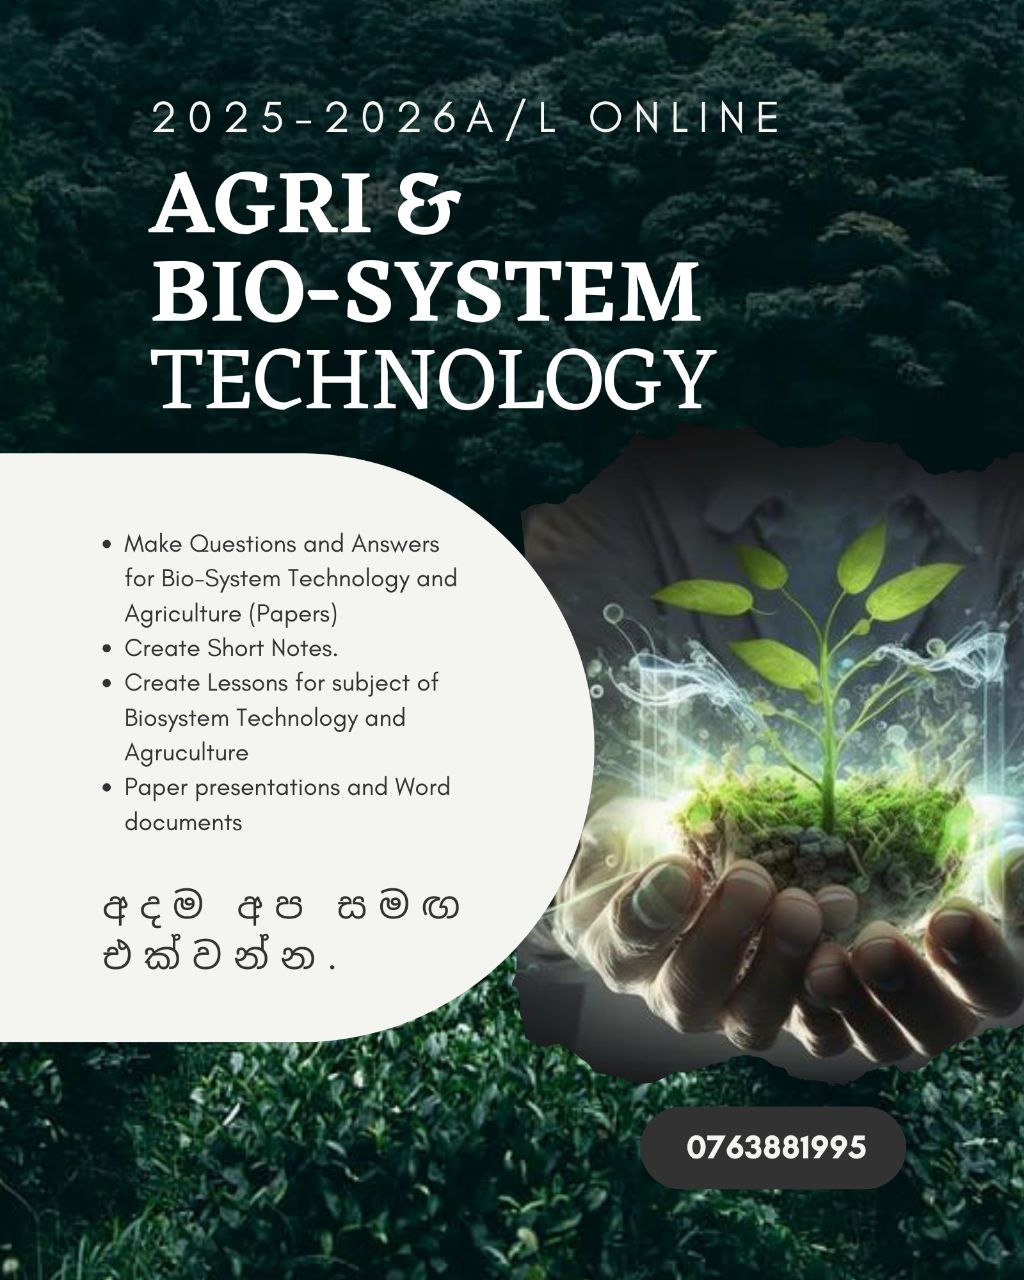 2025-2026A/L ONLINE
AGRI &
BIO-SYSTEM
TECHNOLOGY
• Make Questions and Answers
for Bio-System Technology and
Agriculture (Papers)
• Create Short Notes.
• Create Lessons for subject of
Biosystem Technology and
Agruculture
• Paper presentations and Word
documents
අදම අප සමඟ
එක්වන්න.
0763881995